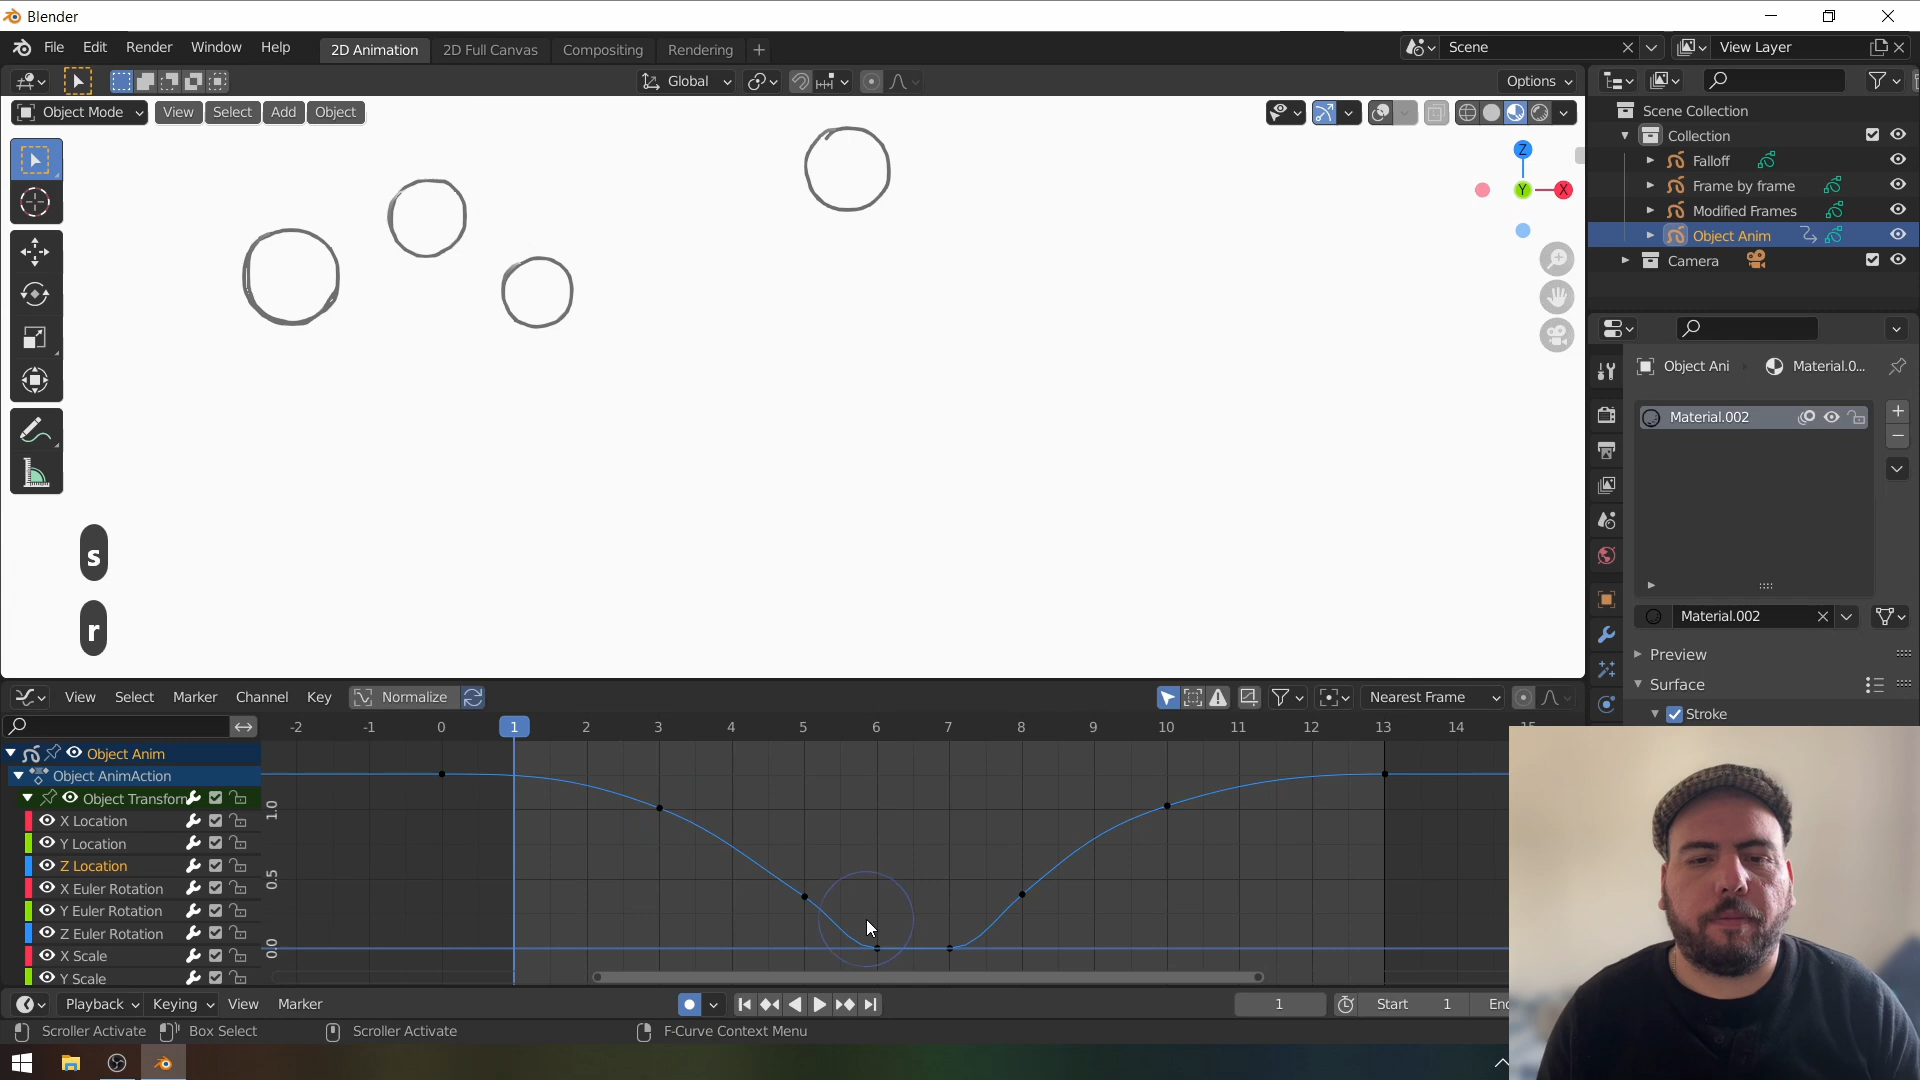 Blender
File Edit Render Window Help 2D Animation 2D Full Canvas Compositing Rendering + Scene View Layer
Global Options
Object Mode View Select Add Object
Scene Collection
Collection
Falloff
Frame by frame
Modified Frames
Object Anim
Camera
Z
Y X
Object Ani Material.0...
Material.002
Material.002
Preview
Surface
Stroke
s
r
View Select Marker Channel Key Normalize Nearest Frame
-2 -1 0 1 2 3 4 5 6 7 8 9 10 11 12 13 14 15
Object Anim
Object AnimAction
Object Transform
X Location
Y Location
Z Location
X Euler Rotation
Y Euler Rotation
Z Euler Rotation
X Scale
Y Scale
1.0
0.5
0.0
Playback Keying View Marker 1 Start 1 En
Scroller Activate Box Select Scroller Activate F-Curve Context Menu